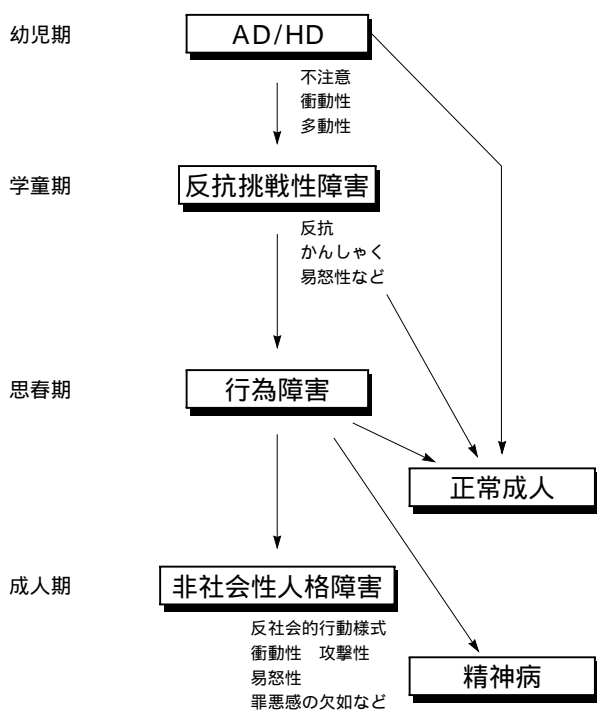 幼児期
AD/HD
不注意
衝動性
多動性
学童期
反抗挑戦性障害
反抗
かんしゃく
易怒性など
思春期
行為障害
正常成人
成人期
非社会性人格障害
反社会的行動様式
衝動性 攻撃性
易怒性
罪悪感の欠如など
精神病